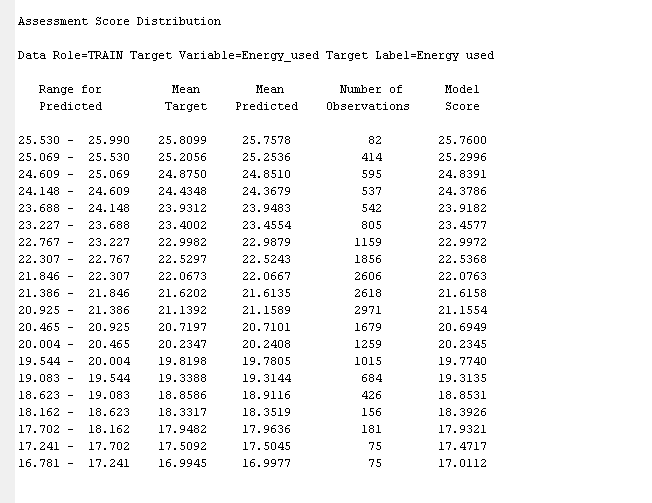 Assessment Score Distribution
Data Role=TRAIN Target Variable=Energy_used Target Label=Energy used
Range for Mean Mean Number of Model
Predicted Target Predicted Observations Score
25.530 - 25.990 25.8099 25.7578 82 25.7600
25.069 - 25.530 25.2056 25.2536 414 25.2996
24.609 - 25.069 24.8750 24.8510 595 24.8391
24.148 - 24.609 24.4348 24.3679 537 24.3786
23.688 - 24.148 23.9312 23.9483 542 23.9182
23.227 - 23.688 23.4002 23.4554 805 23.4577
22.767 - 23.227 22.9982 22.9879 1159 22.9972
22.307 - 22.767 22.5297 22.5243 1856 22.5368
21.846 - 22.307 22.0673 22.0667 2606 22.0763
21.386 - 21.846 21.6202 21.6135 2618 21.6158
20.925 - 21.386 21.1392 21.1589 2971 21.1554
20.465 - 20.925 20.7197 20.7101 1679 20.6949
20.004 - 20.465 20.2347 20.2408 1259 20.2345
19.544 - 20.004 19.8198 19.7805 1015 19.7740
19.083 - 19.544 19.3388 19.3144 684 19.3135
18.623 - 19.083 18.8586 18.9116 426 18.8531
18.162 - 18.623 18.3317 18.3519 156 18.3926
17.702 - 18.162 17.9482 17.9636 181 17.9321
17.241 - 17.702 17.5092 17.5045 75 17.4717
16.781 - 17.241 16.9945 16.9977 75 17.0112